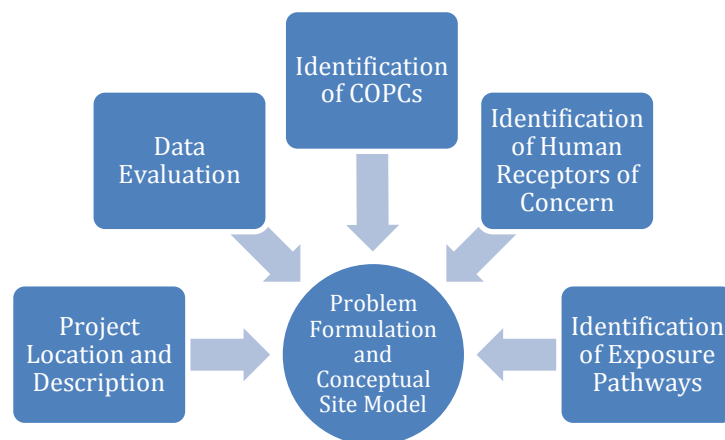 Identification
of COPCs
Data
Evaluation
Identification
of Human
Receptors of
Concern
Project
Location and
Description
Problem
Formulation
and
Conceptual
Site Model
Identification
of Exposure
Pathways